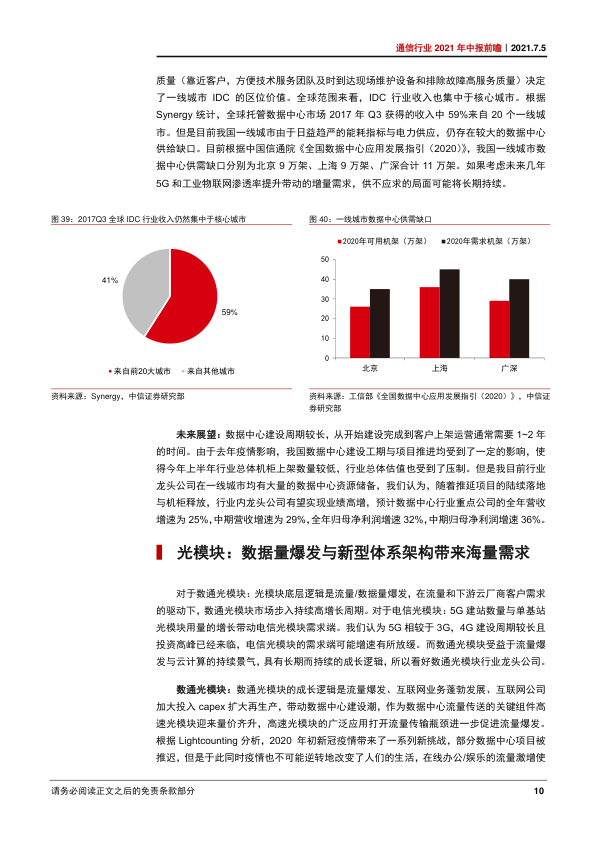 通信行业 2021 年中报前瞻｜2021.7.5
质量（靠近客户，方便技术服务团队及时到达现场维护设备和排除故障高服务质量）决定
了一线城市 IDC 的区位价值。全球范围来看，IDC 行业收入也集中于核心城市。根据
Synergy 统计，全球托管数据中心市场 2017 年 Q3 获得的收入中 59%来自 20 个一线城
市。但是目前我国一线城市由于日益趋严的能耗指标与电力供应，仍存在较大的数据中心
供给缺口。目前根据中国信通院《全国数据中心应用发展指引（2020）》，我国一线城市数
据中心供需缺口分别为北京 9 万架、上海 9 万架、广深合计 11 万架。如果考虑未来几年
5G 和工业物联网渗透率提升带动的增量需求，供不应求的局面可能将长期持续。
图 39：2017Q3 全球 IDC 行业收入仍然集中于核心城市
41%
59%
来自前20大城市 来自其他城市
资料来源：Synergy，中信证券研究部
图 40：一线城市数据中心供需缺口
2020年可用机架（万架） 2020年需求机架（万架）
50
40
30
20
10
0
北京 上海 广深
资料来源：工信部《全国数据中心应用发展指引（2020）》，中信证
券研究部
未来展望：数据中心建设周期较长，从开始建设完成到客户上架运营通常需要 1~2 年
的时间。由于去年疫情影响，我国数据中心建设工期与项目推进均受到了一定的影响，使
得今年上半年行业总体机柜上架数量较低，行业总体估值也受到了压制。但是我目前行业
龙头公司在一线城市均有大量的数据中心资源储备，我们认为，随着推延项目的陆续落地
与机柜释放，行业内龙头公司有望实现业绩高增，预计数据中心行业重点公司的全年营收
增速为 25%，中期营收增速为 29%，全年归母净利润增速 32%，中期归母净利润增速 36%。
光模块：数据量爆发与新型体系架构带来海量需求
对于数通光模块：光模块底层逻辑是流量/数据量爆发，在流量和下游云厂商客户需求
的驱动下，数通光模块市场步入持续高增长周期。对于电信光模块：5G 建站数量与单基站
光模块用量的增长带动电信光模块需求端。我们认为 5G 相较于 3G，4G 建设周期较长且
投资高峰已经来临，电信光模块的需求端可能增速有所放缓。而数通光模块受益于流量爆
发与云计算的持续景气，具有长期而持续的成长逻辑，所以看好数通光模块行业龙头公司。
数通光模块：数通光模块的成长逻辑是流量爆发、互联网业务蓬勃发展、互联网公司
加大投入 capex 扩大再生产，带动数据中心建设潮，作为数据中心流量传送的关键组件高
速光模块迎来量价齐升，高速光模块的广泛应用打开流量传输瓶颈进一步促进流量爆发。
根据 Lightcounting 分析，2020 年初新冠疫情带来了一系列新挑战，部分数据中心项目被
推迟，但是于此同时疫情也不可能逆转地改变了人们的生活，在线办公/娱乐的流量激增使
请务必阅读正文之后的免责条款部分
10